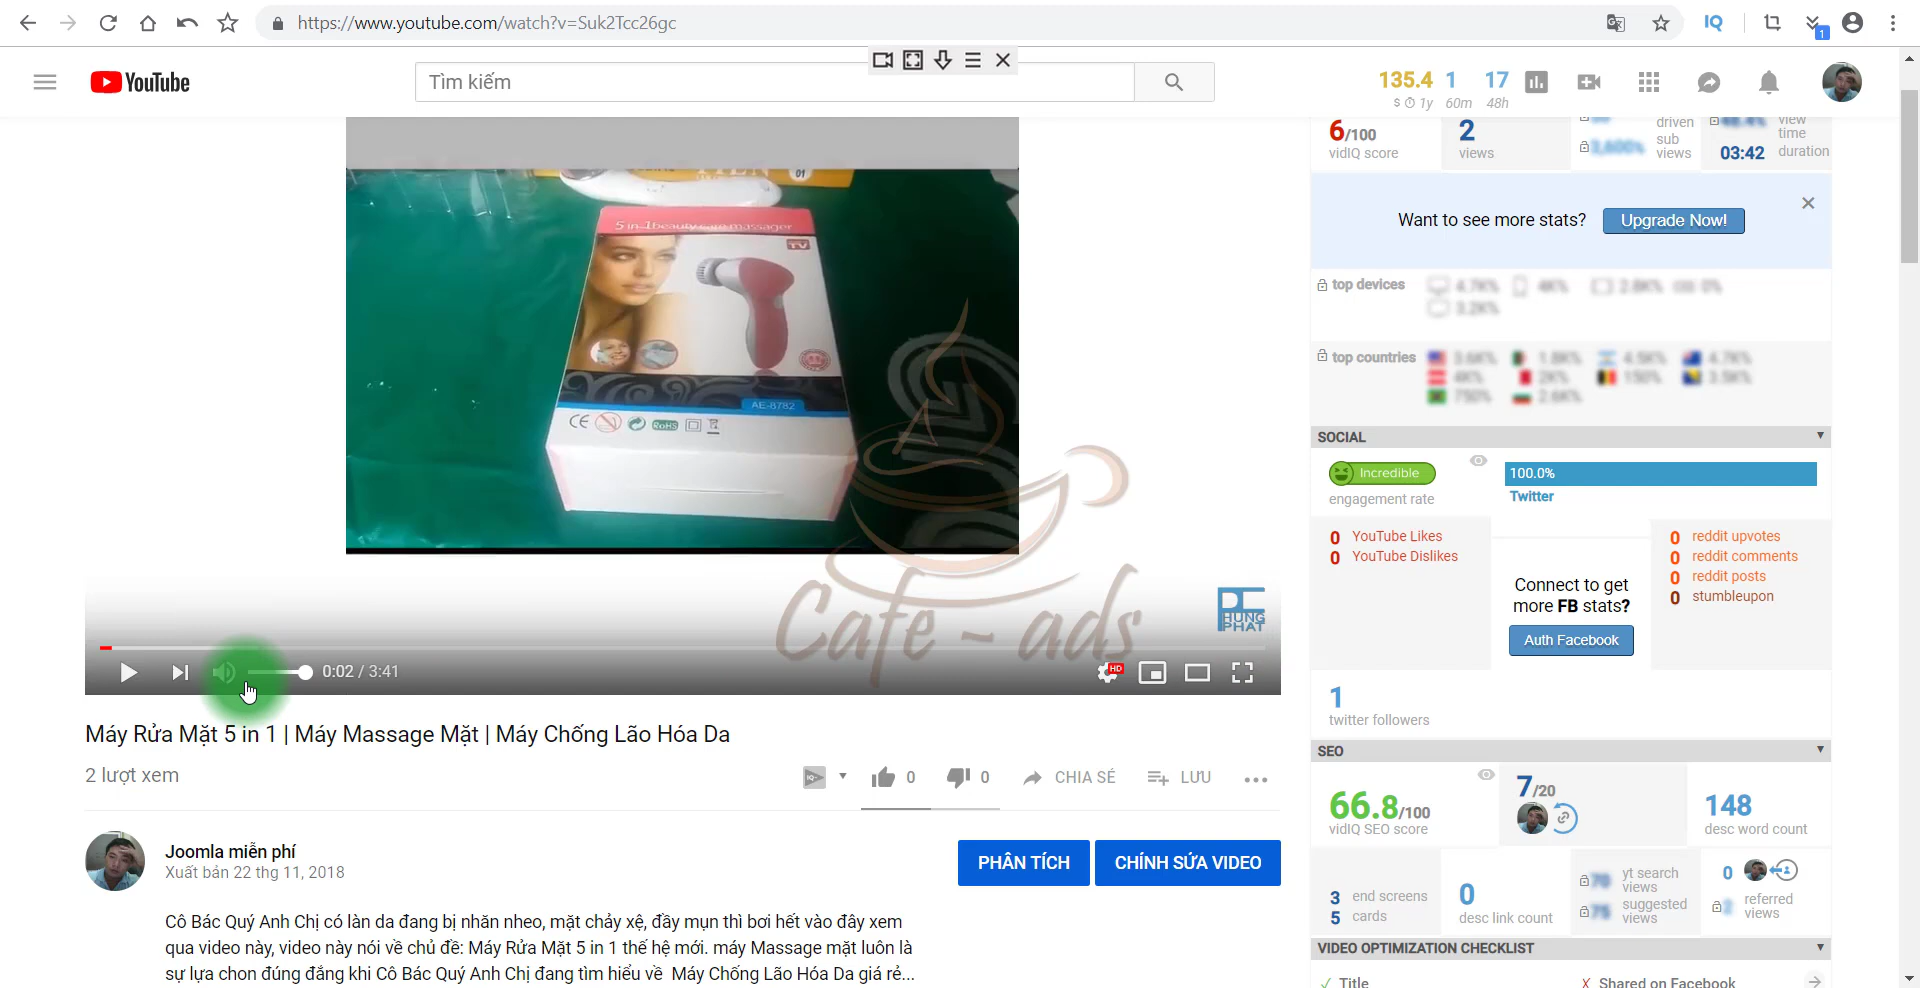 https://www.youtube.com/watch?v=Suk2Tcc26gc
IQ
1
YouTube
Tìm kiếm
135.4 1 17
$ 1y 60m 48h
01
5 in 1beauty care massager
TV
AE-8782
CE RoHS
Cafe - ads
HUNG
PHAT
0:02 / 3:41
HD
Máy Rửa Mặt 5 in 1 | Máy Massage Mặt | Máy Chống Lão Hóa Da
2 lượt xem
0 0 CHIA SẺ LƯU
Joomla miễn phí
Xuất bản 22 thg 11, 2018
PHÂN TÍCH CHỈNH SỬA VIDEO
Cô Bác Quý Anh Chị có làn da đang bị nhăn nheo, mặt chảy xệ, đầy mụn thì bơi hết vào đây xem
qua video này, video này nói về chủ đề: Máy Rửa Mặt 5 in 1 thế hệ mới. máy Massage mặt luôn là
sự lựa chon đúng đắng khi Cô Bác Quý Anh Chị đang tìm hiểu về Máy Chống Lão Hóa Da giá rẻ...
6/100
vidIQ score
2
views
driven
sub
views
view
time
03:42 duration
Want to see more stats? Upgrade Now!
top devices
top countries
SOCIAL
Incredible
engagement rate
100.0%
Twitter
0 YouTube Likes
0 YouTube Dislikes
Connect to get
more FB stats?
Auth Facebook
0 reddit upvotes
0 reddit comments
0 reddit posts
0 stumbleupon
1
twitter followers
SEO
66.8/100
vidIQ SEO score
7/20
148
desc word count
3 end screens
5 cards
0
desc link count
yt search
views
suggested
views
0
referred
views
VIDEO OPTIMIZATION CHECKLIST
Title
Shared on Facebook